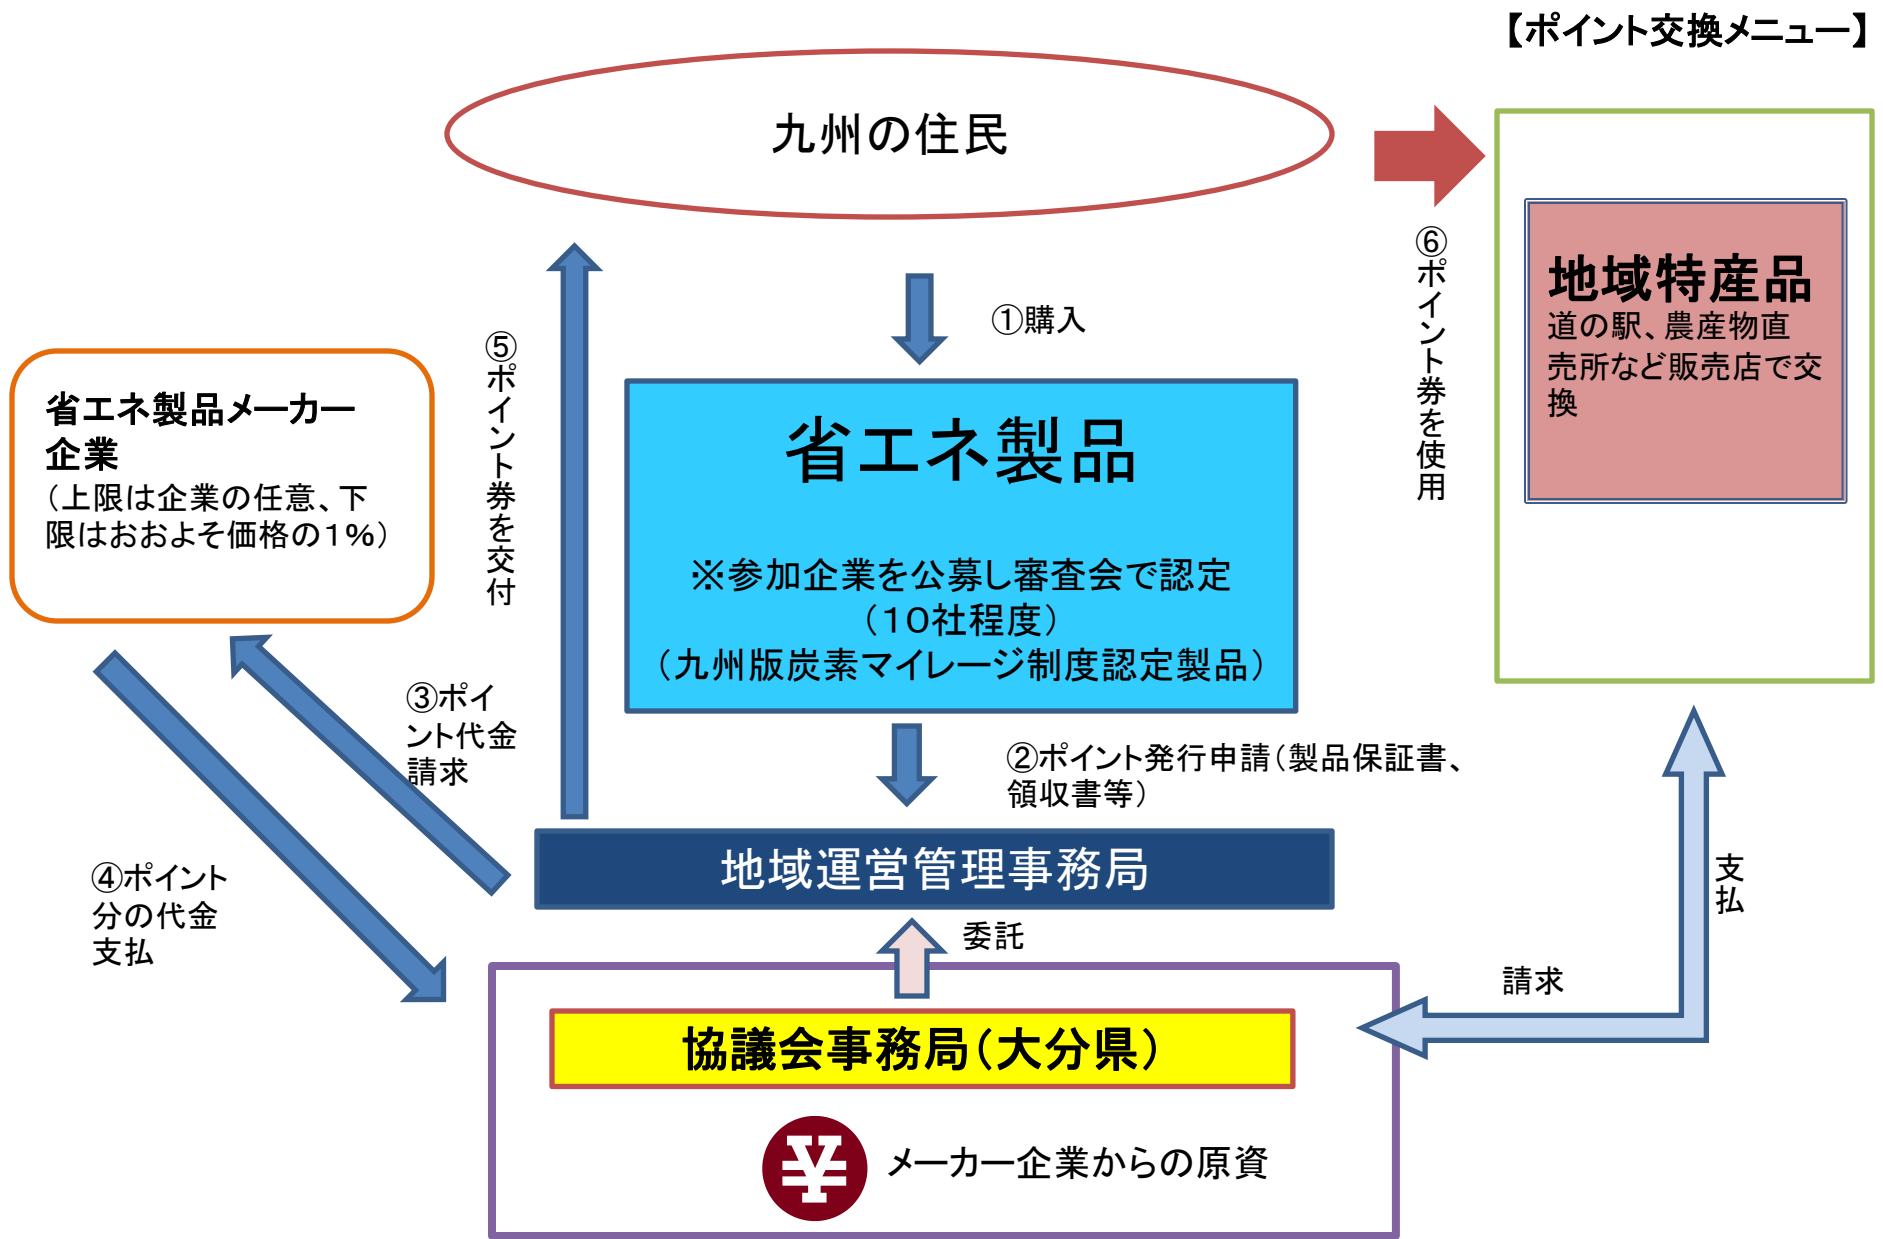 【ポイント交換メニュー】
九州の住民
⑥ポイント券を使用
地域特産品
道の駅、農産物直
売所など販売店で交
換
①購入
⑤ポイント券を交付
省エネ製品メーカー
企業
（上限は企業の任意、下
限はおおよそ価格の１％）
省エネ製品
※参加企業を公募し審査会で認定
（１０社程度）
（九州版炭素マイレージ制度認定製品）
③ポイ
ント代金
請求
②ポイント発行申請（製品保証書、
領収書等）
地域運営管理事務局
④ポイント
分の代金
支払
支払
委託
請求
協議会事務局（大分県）
¥
メーカー企業からの原資